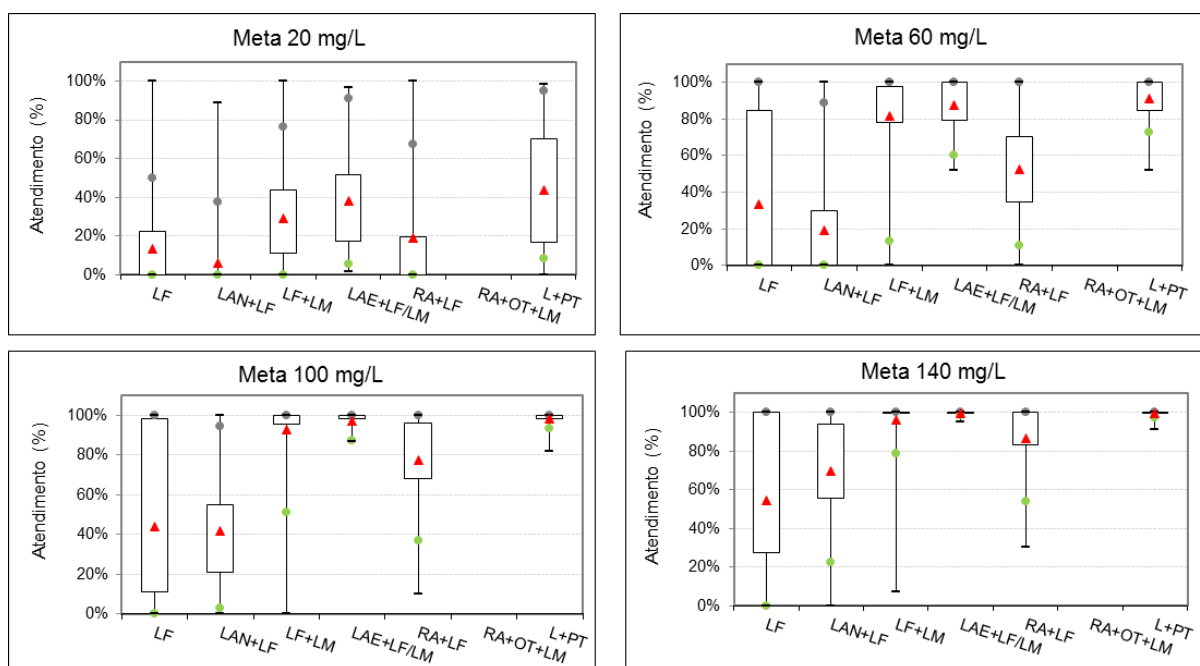 Meta 20 mg/L
Atendimento (%)
100%
80%
60%
40%
20%
0%
LF
LAN+LF
LF+LM
LAE+LF/LM
RA+LF
RA+OT+LM
L+PT
Meta 60 mg/L
Atendimento (%)
100%
80%
60%
40%
20%
0%
LF
LAN+LF
LF+LM
LAE+LF/LM
RA+LF
RA+OT+LM
L+PT
Meta 100 mg/L
Atendimento (%)
100%
80%
60%
40%
20%
0%
LF
LAN+LF
LF+LM
LAE+LF/LM
RA+LF
RA+OT+LM
L+PT
Meta 140 mg/L
Atendimento (%)
100%
80%
60%
40%
20%
0%
LF
LAN+LF
LF+LM
LAE+LF/LM
RA+LF
RA+OT+LM
L+PT